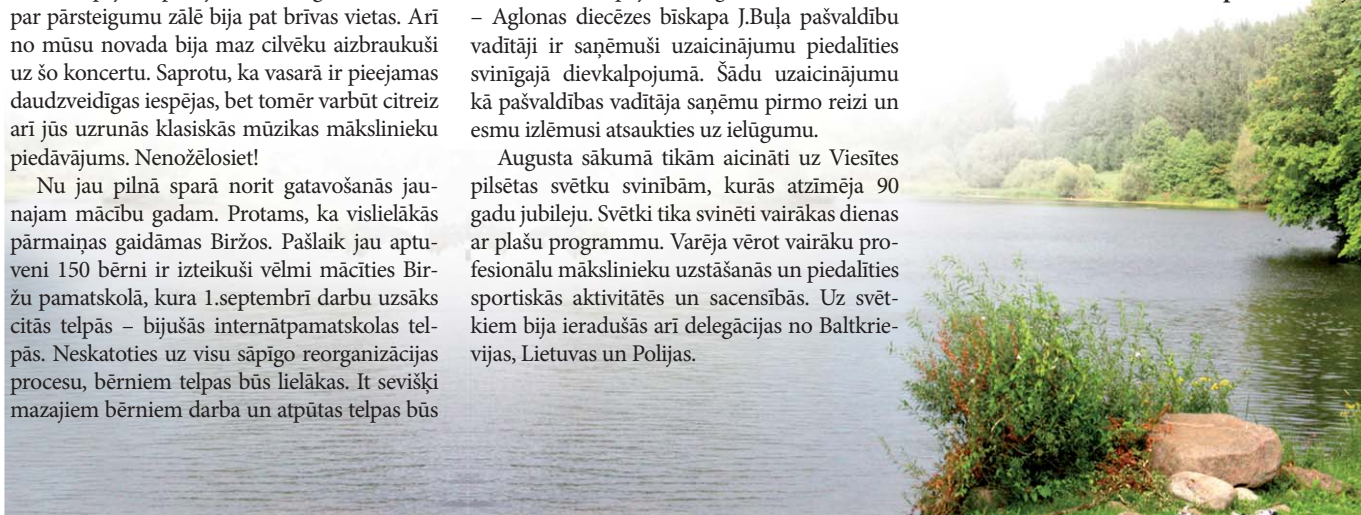 par pārsteigumu zālē bija pat brīvas vietas. Arī
no mūsu novada bija maz cilvēku aizbraukuši
uz šo koncertu. Saprotu, ka vasarā ir pieejamas
daudzveidīgas iespējas, bet tomēr varbūt citreiz
arī jūs uzrunās klasiskās mūzikas mākslinieku
piedāvājums. Nenožēlosiet!
Nu jau pilnā sparā norit gatavošanās jau-
najam mācību gadam. Protams, ka vislielākās
pārmaiņas gaidāmas Biržos. Pašlaik jau aptu-
veni 150 bērni ir izteikuši vēlmi mācīties Bir-
žu pamatskolā, kura 1.septembrī darbu uzsāks
citās telpās – bijušās internātpamatskolas tel-
pās. Neskatoties uz visu sāpīgo reorganizācijas
procesu, bērniem telpas būs lielākas. It sevišķi
mazajiem bērniem darba un atpūtas telpas būs
– Aglonas diecēzes bīskapa J.Buļa pašvaldību
vadītāji ir saņēmuši uzaicinājumu piedalīties
svinīgajā dievkalpojumā. Šādu uzaicinājumu
kā pašvaldības vadītāja saņēmu pirmo reizi un
esmu izlēmusi atsaukties uz ielūgumu.
Augusta sākumā tikām aicināti uz Viesītes
pilsētas svētku svinībām, kurās atzīmēja 90
gadu jubileju. Svētki tika svinēti vairākas dienas
ar plašu programmu. Varēja vērot vairāku pro-
fesionālu mākslinieku uzstāšanās un piedalīties
sportiskās aktivitātēs un sacensībās. Uz svēt-
kiem bija ieradušās arī delegācijas no Baltkrie-
vijas, Lietuvas un Polijas.